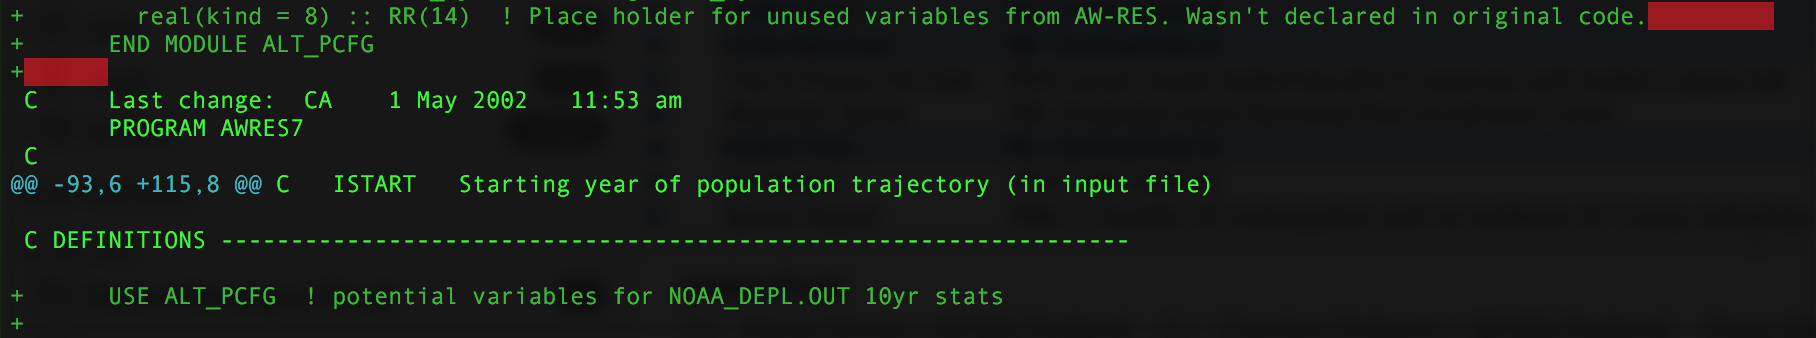 +        real(kind = 8) :: RR(14)  ! Place holder for unused variables from AW-RES. Wasn't declared in original code.
+      END MODULE ALT_PCFG
+
 C     Last change:  CA    1 May 2002   11:53 am
       PROGRAM AWRES7
 C
@@ -93,6 +115,8 @@ C   ISTART   Starting year of population trajectory (in input file)
 C DEFINITIONS -----------------------------------------------------------------
+      USE ALT_PCFG  ! potential variables for NOAA_DEPL.OUT 10yr stats
+